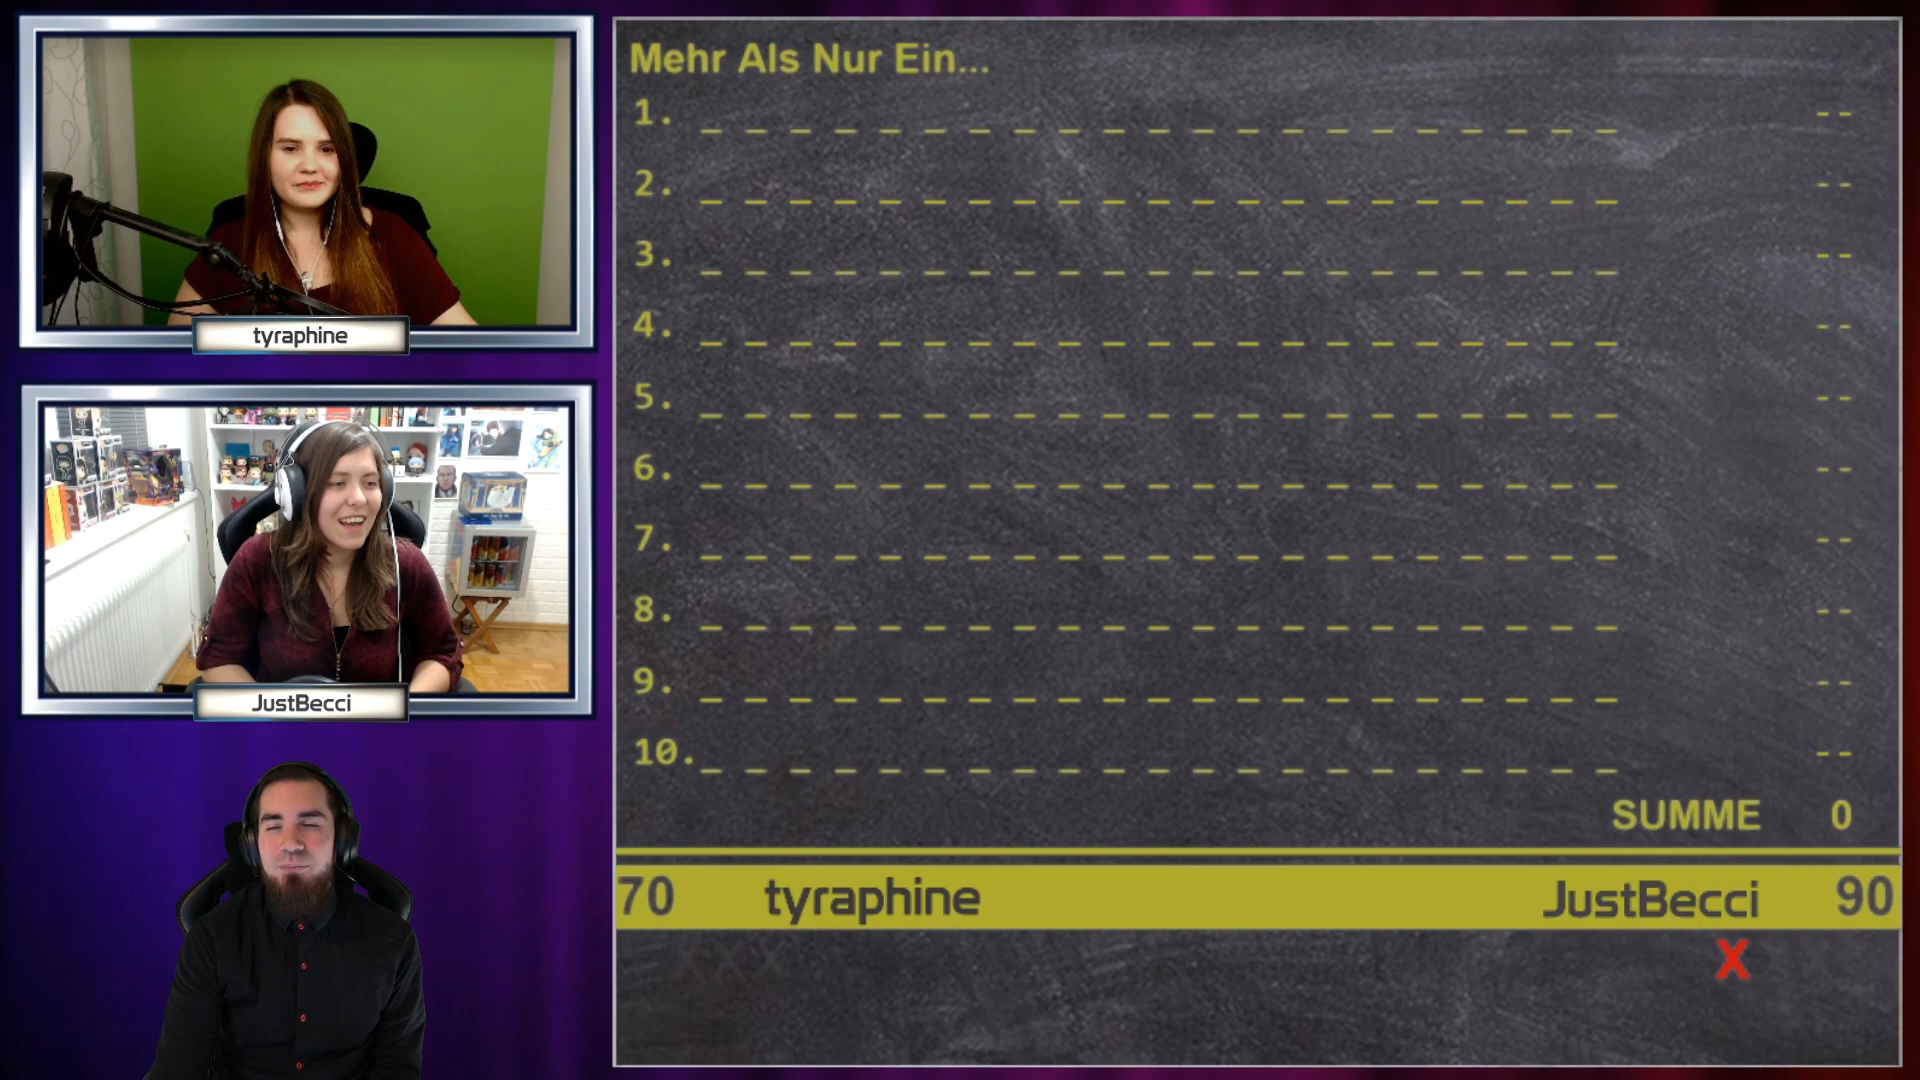 tyraphine
JustBecci
Mehr Als Nur Ein...
1. _ _ _ _ _ _ _ _ _ _ _ _ _ _ _ _ _ _ _ _ _ --
2. _ _ _ _ _ _ _ _ _ _ _ _ _ _ _ _ _ _ _ _ _ --
3. _ _ _ _ _ _ _ _ _ _ _ _ _ _ _ _ _ _ _ _ _ --
4. _ _ _ _ _ _ _ _ _ _ _ _ _ _ _ _ _ _ _ _ _ --
5. _ _ _ _ _ _ _ _ _ _ _ _ _ _ _ _ _ _ _ _ _ --
6. _ _ _ _ _ _ _ _ _ _ _ _ _ _ _ _ _ _ _ _ _ --
7. _ _ _ _ _ _ _ _ _ _ _ _ _ _ _ _ _ _ _ _ _ --
8. _ _ _ _ _ _ _ _ _ _ _ _ _ _ _ _ _ _ _ _ _ --
9. _ _ _ _ _ _ _ _ _ _ _ _ _ _ _ _ _ _ _ _ _ --
10. _ _ _ _ _ _ _ _ _ _ _ _ _ _ _ _ _ _ _ _ _ --
SUMME 0
70 tyraphine JustBecci 90
X